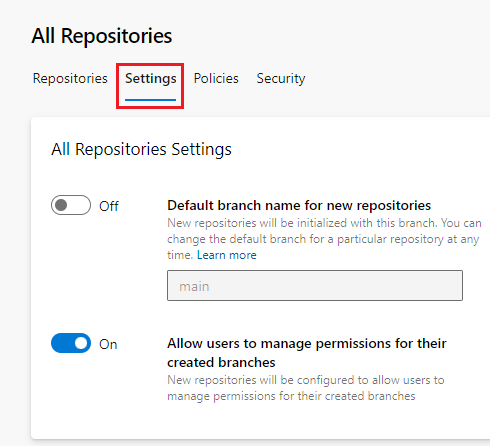 All Repositories
Repositories Settings Policies Security
All Repositories Settings
Off Default branch name for new repositories
New repositories will be initialized with this branch. You can
change the default branch for a particular repository at any
time. Learn more
main
On Allow users to manage permissions for their
created branches
New repositories will be configured to allow users to
manage permissions for their created branches